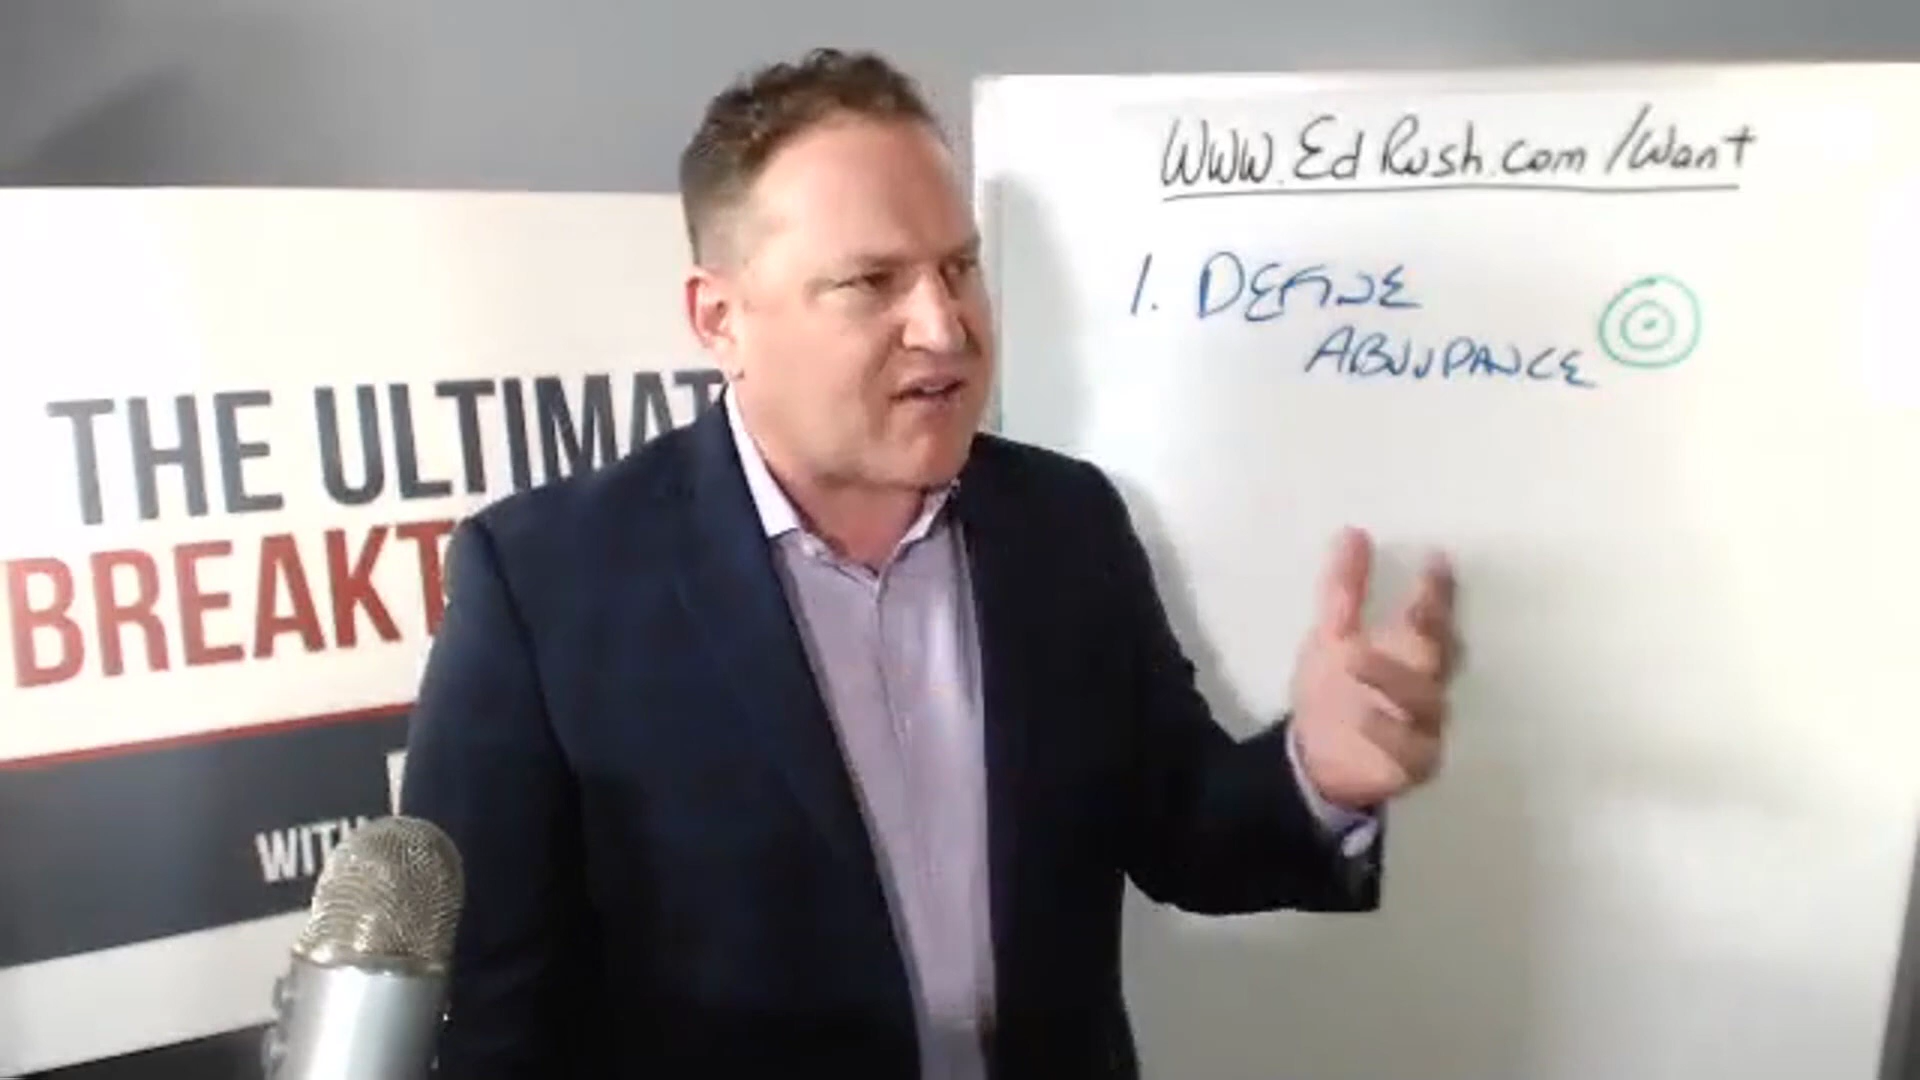 THE ULTIMAT
BREAKT
WITH
www.EdRush.com/Want
1. DEFINE
ABUNDANCE